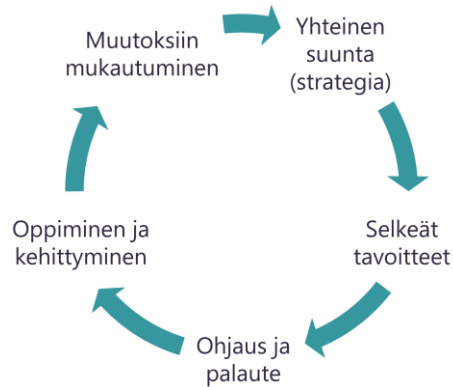 Yhteinen
suunta
(strategia)
Selkeät
tavoitteet
Ohjaus ja
palaute
Oppiminen ja
kehittyminen
Muutoksiin
mukautuminen